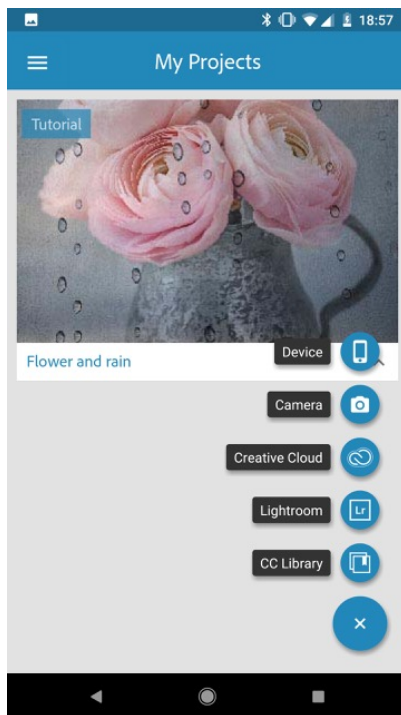 18:57
My Projects
Tutorial
Flower and rain
Device
Camera
Creative Cloud
Lightroom
Lr
CC Library